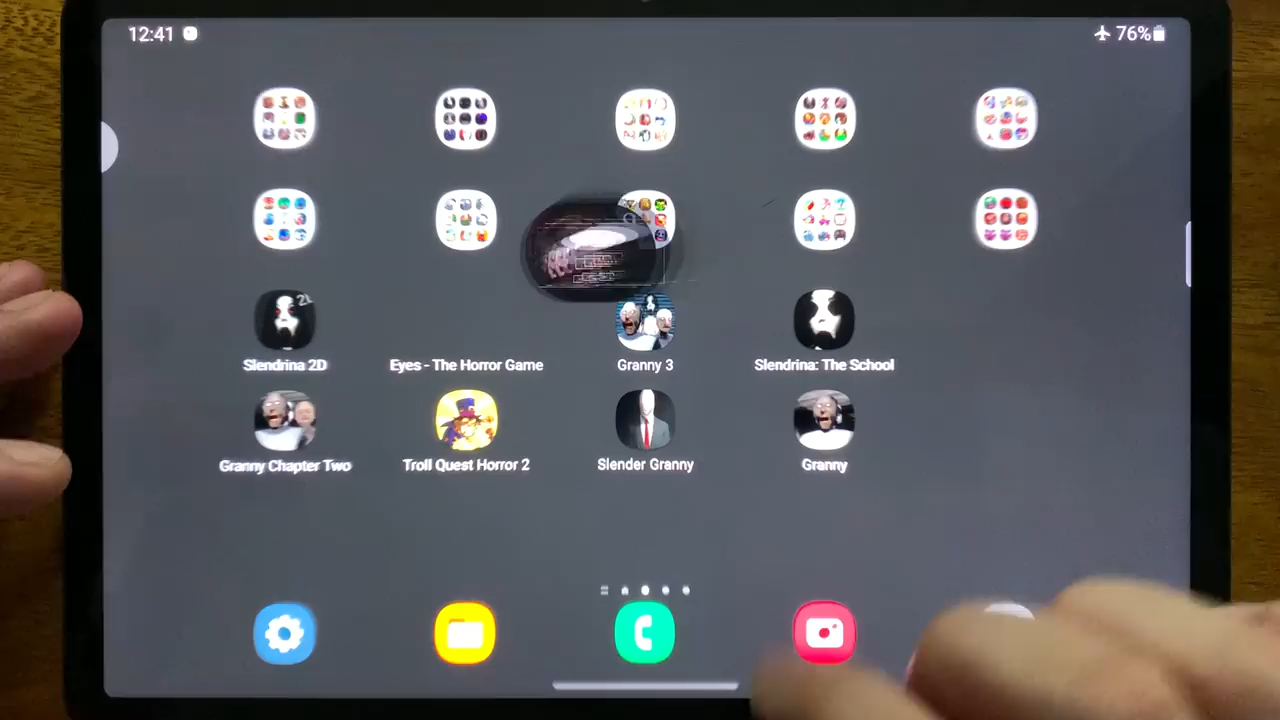 12:41 76%
Slendrina 2D Eyes - The Horror Game Granny 3 Slendrina: The School
Granny Chapter Two Troll Quest Horror 2 Slender Granny Granny